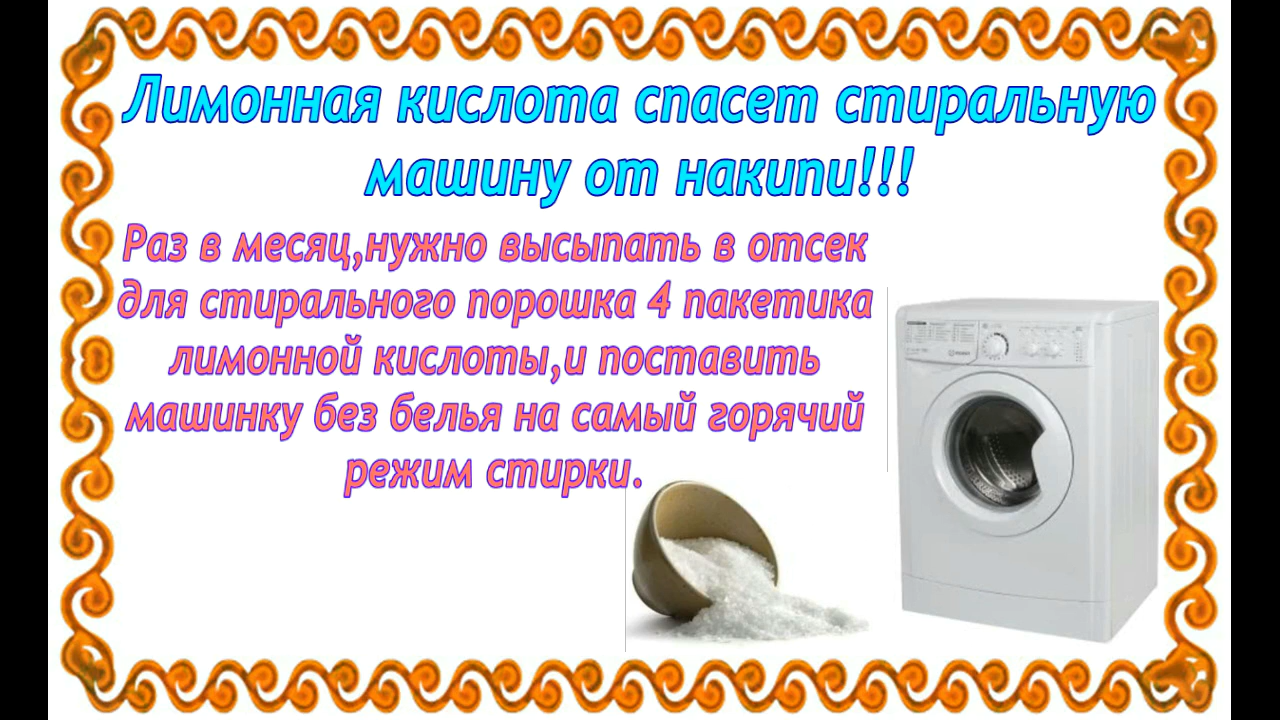 Лимонная кислота спасет стиральную
машину от накипи!!!
Раз в месяц,нужно высыпать в отсек
для стирального порошка 4 пакетика
лимонной кислоты,и поставить
машинку без белья на самый горячий
режим стирки.